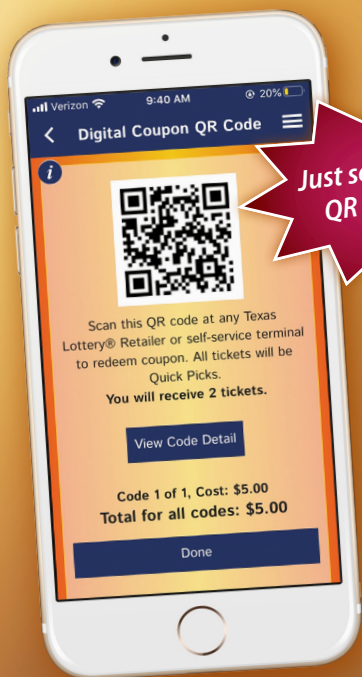 Verizon 9:40 AM 20%
Digital Coupon QR Code
i
Just
QR
Scan this QR code at any Texas
Lottery® Retailer or self-service terminal
to redeem coupon. All tickets will be
Quick Picks.
You will receive 2 tickets.
View Code Detail
Code 1 of 1, Cost: $5.00
Total for all codes: $5.00
Done